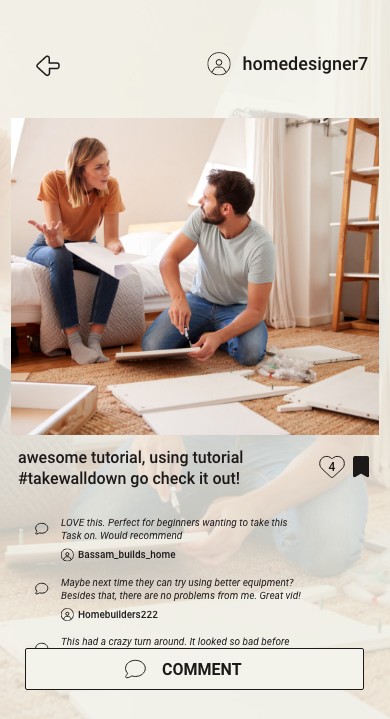 homedesigner7
awesome tutorial, using tutorial
#takewalldown go check it out!
4
LOVE this. Perfect for beginners wanting to take this
Task on. Would recommend
Bassam_builds_home
Maybe next time they can try using better equipment?
Besides that, there are no problems from me. Great vid!
Homebuilders222
This had a crazy turn around. It looked so bad before
COMMENT